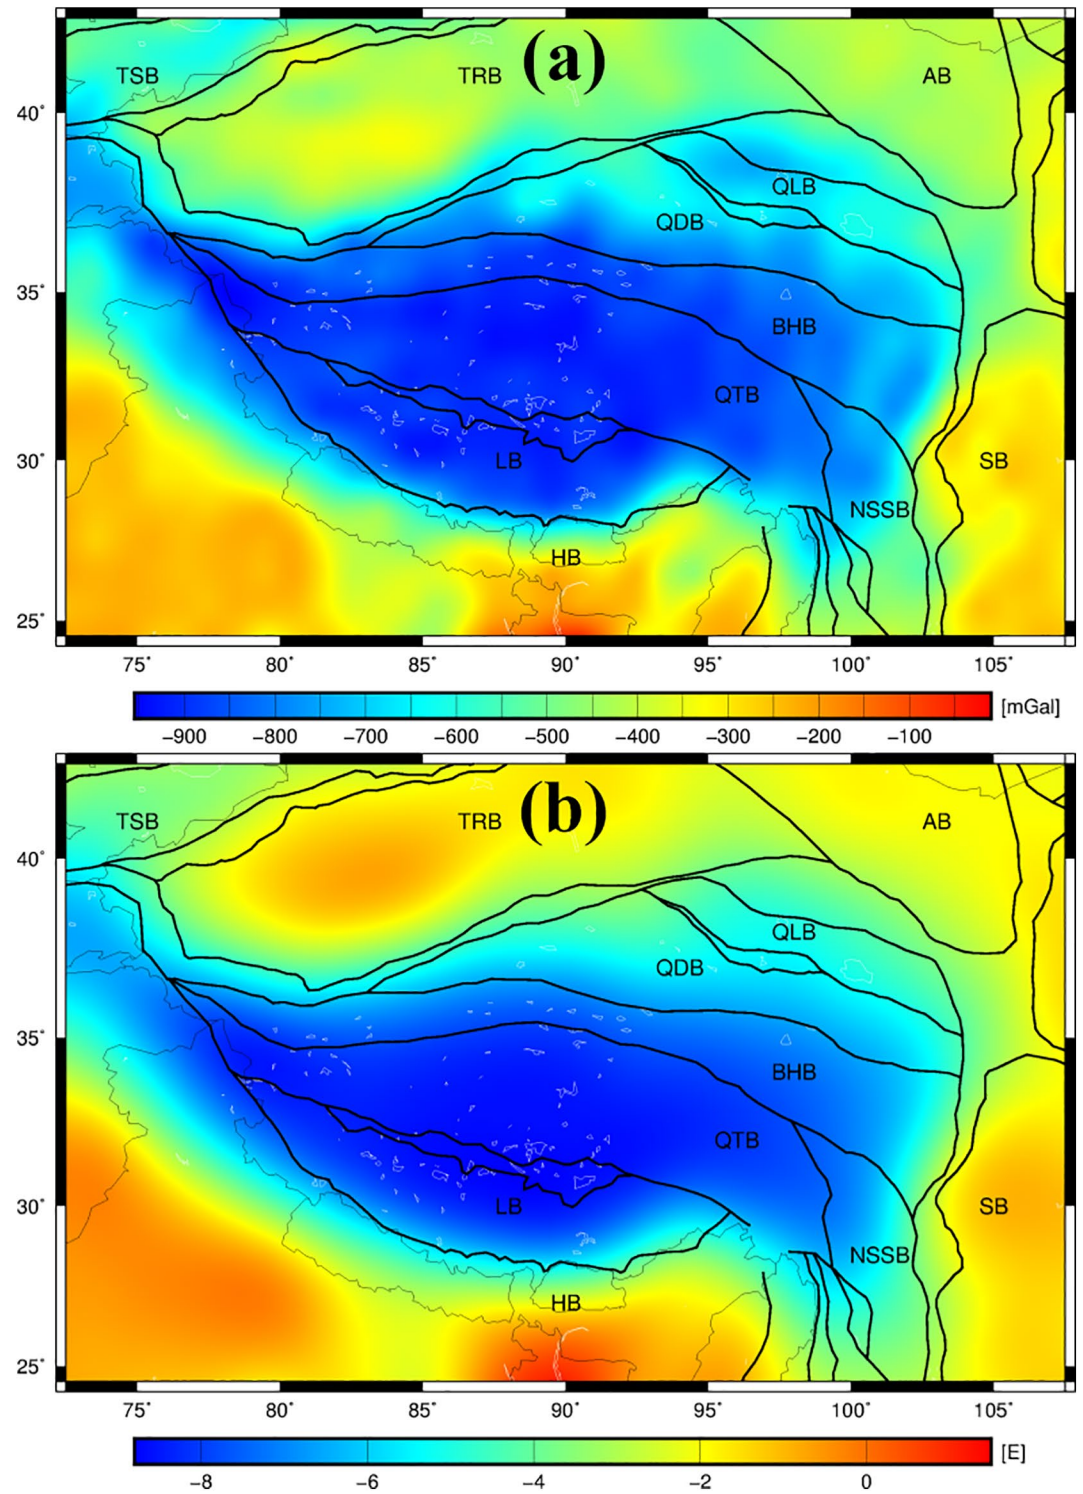 (a)
TSB TRB AB
40°
QLB
QDB
35°
BHB
QTB
30° LB SB
NSSB
HB
25°
75° 80° 85° 90° 95° 100° 105°
[mGal]
−900 −800 −700 −600 −500 −400 −300 −200 −100
(b)
TSB TRB AB
40°
QLB
QDB
35°
BHB
QTB
30° LB SB
NSSB
HB
25°
75° 80° 85° 90° 95° 100° 105°
[E]
−8 −6 −4 −2 0